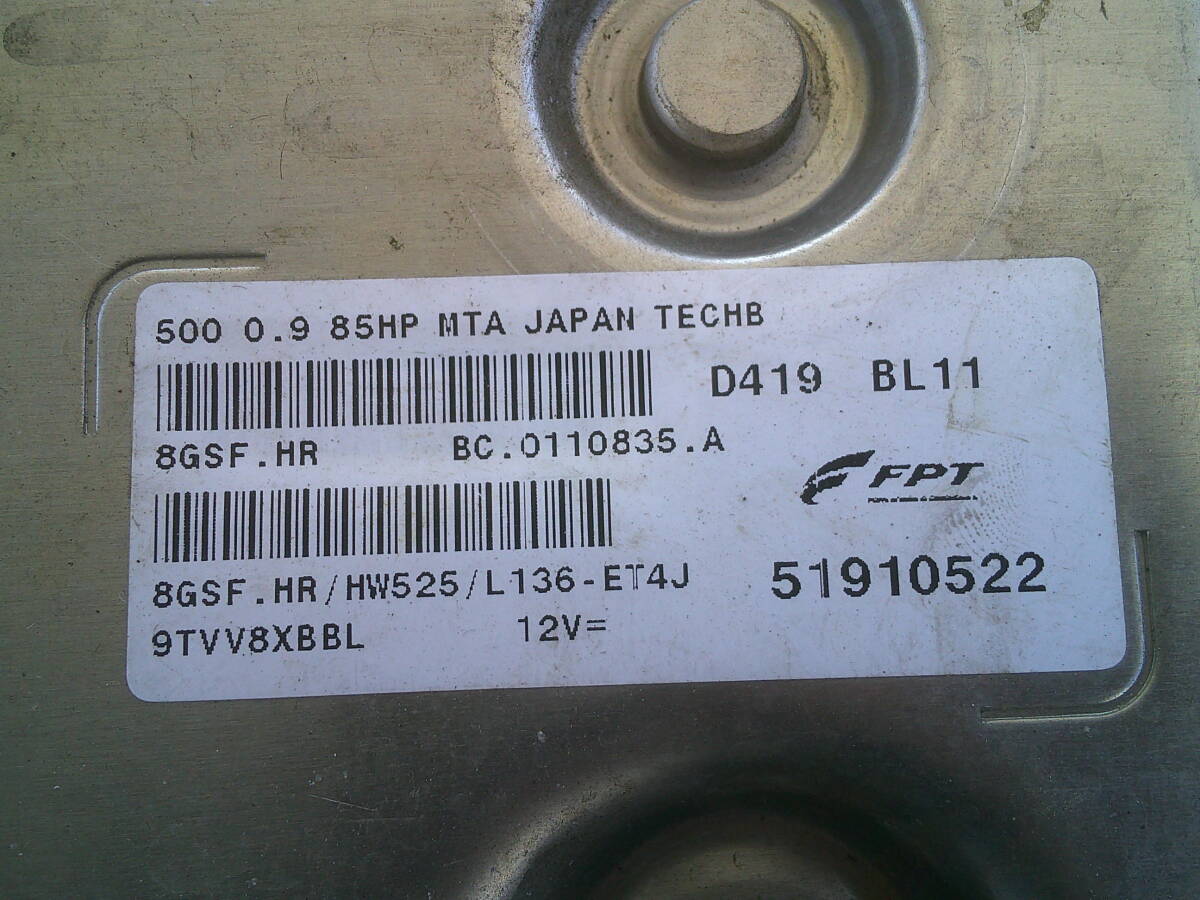 500 0.9 85HP MTA JAPAN TECHB
D419 BL11
8GSF.HR BC.0110835.A
FPT
8GSF.HR/HW525/L136-ET4J
51910522
9TVV8XBBL 12V=